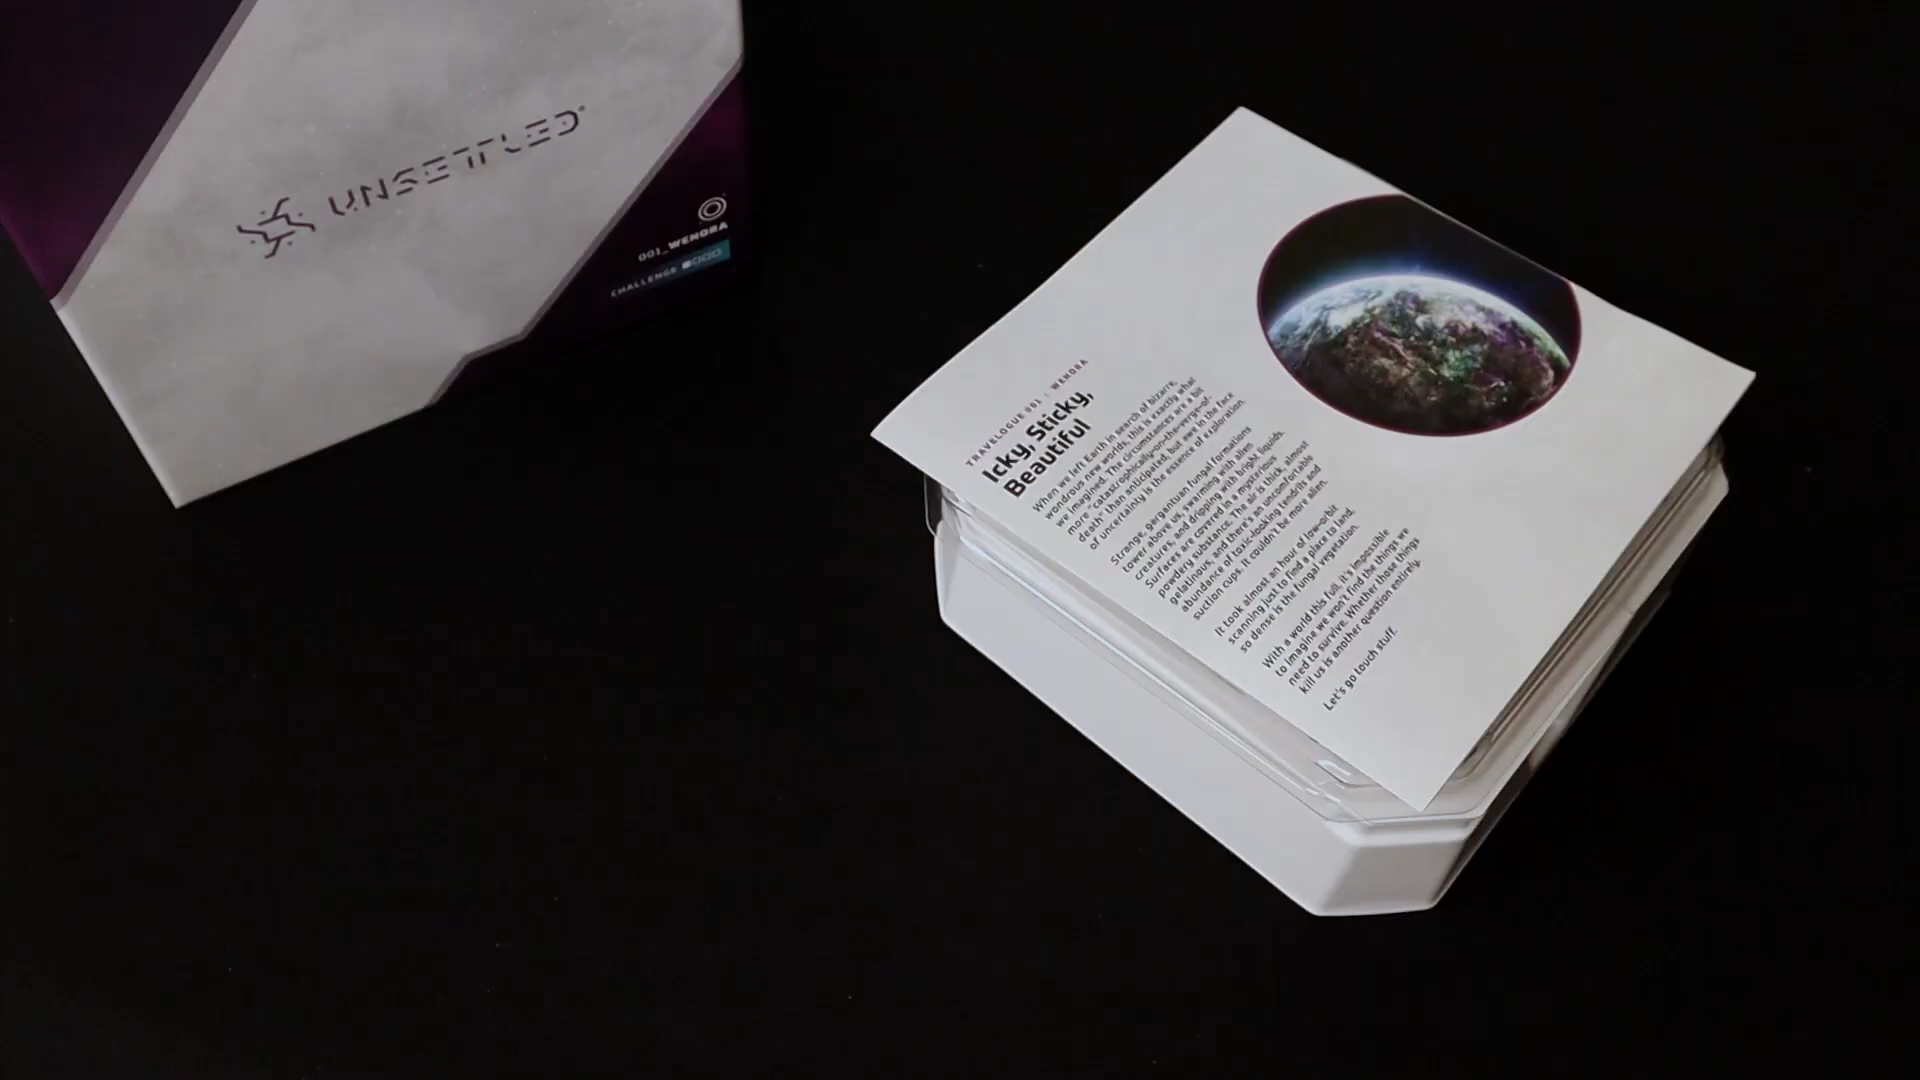 UNSETTLED
001_WENORA
CHALLENGE
TRAVELOGUE 001 : WENORA
Icky, Sticky,
Beautiful
When we left Earth in search of bizarre,
wondrous new worlds, this is exactly what
we imagined. The circumstances are a bit
more "catastrophically-on-the-verge-of-
death" than anticipated, but awe in the face
of uncertainty is the essence of exploration.
Strange, gargantuan fungal formations
tower above us, swarming with alien
creatures, and dripping with bright liquids.
Surfaces are covered in a mysterious
powdery substance. The air is thick, almost
gelatinous, and there's an uncomfortable
abundance of toxic-looking tendrils and
suction cups. It couldn't be more alien.
It took almost an hour of low-orbit
scanning just to find a place to land,
so dense is the fungal vegetation.
With a world this full, it's impossible
to imagine we won't find the things we
need to survive. Whether those things
kill us is another question entirely.
Let's go touch stuff.